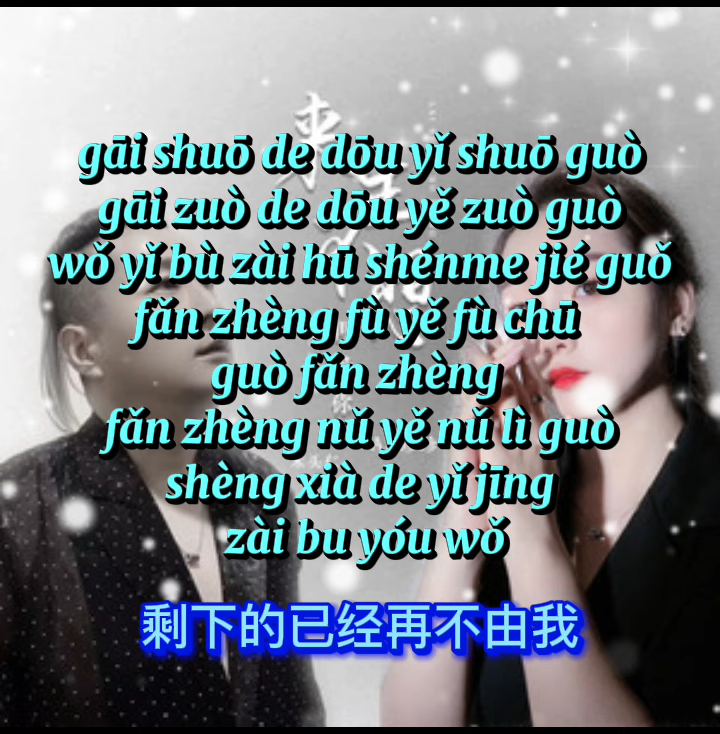 gāi shuō de dōu yǐ shuō guò
gāi zuò de dōu yě zuò guò
wǒ yǐ bù zài hū shénme jié guǒ
fǎn zhèng fù yě fù chū
guò fǎn zhèng
fǎn zhèng nǔ yě nǔ lì guò
shèng xià de yǐ jīng
zài bu yóu wǒ
剩下的已经再不由我